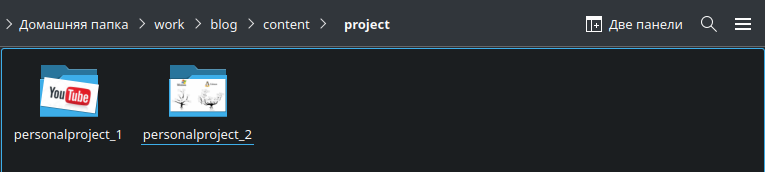 Домашняя папка work blog content project Две панели
YouTube
personalproject_1 personalproject_2